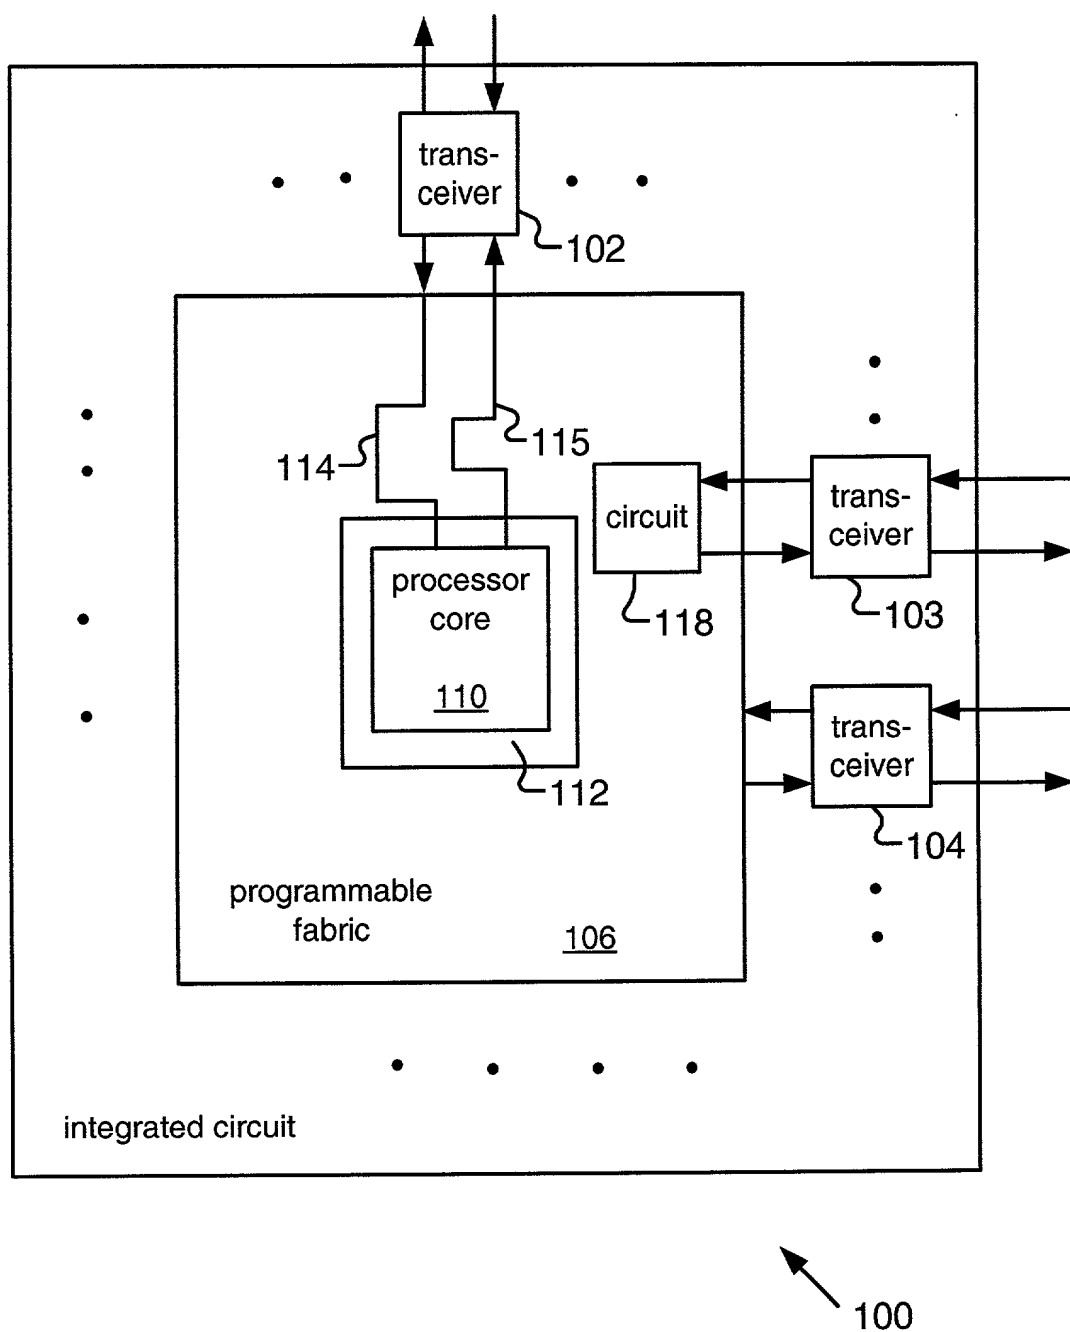 trans-
ceiver
102
114
115
circuit
118
trans-
ceiver
103
processor
core
110
112
trans-
ceiver
104
programmable
fabric
106
integrated circuit
100